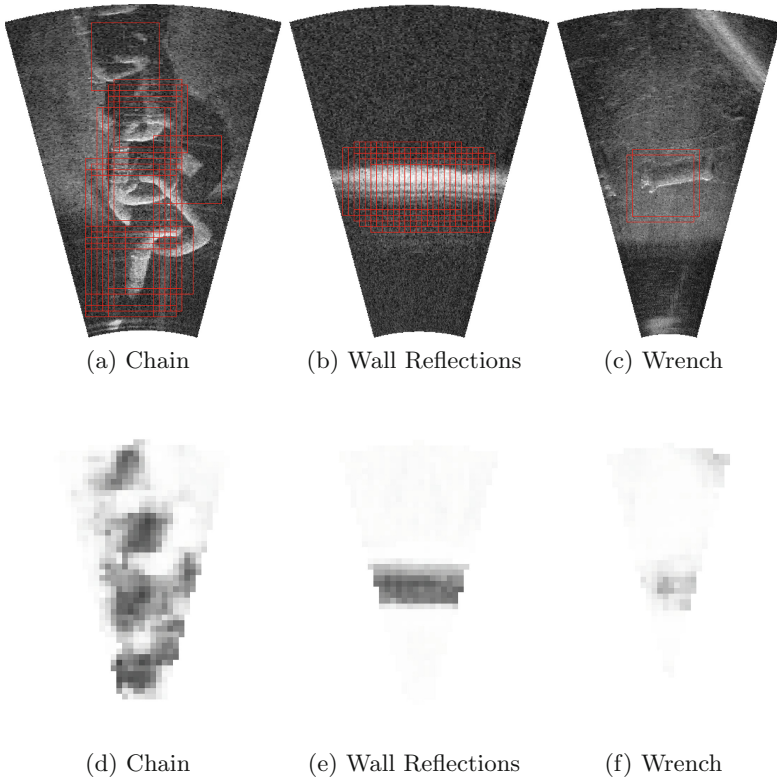 (a) Chain
(b) Wall Reflections
(c) Wrench
(d) Chain
(e) Wall Reflections
(f) Wrench